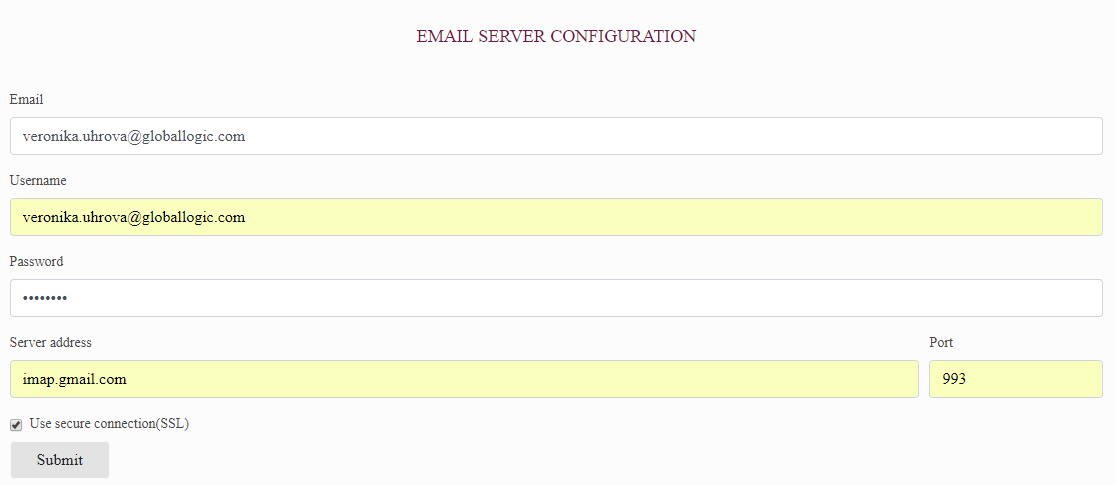 EMAIL SERVER CONFIGURATION
Email
veronika.uhrova@globallogic.com
Username
veronika.uhrova@globallogic.com
Password
••••••••
Server address Port
imap.gmail.com 993
Use secure connection(SSL)
Submit